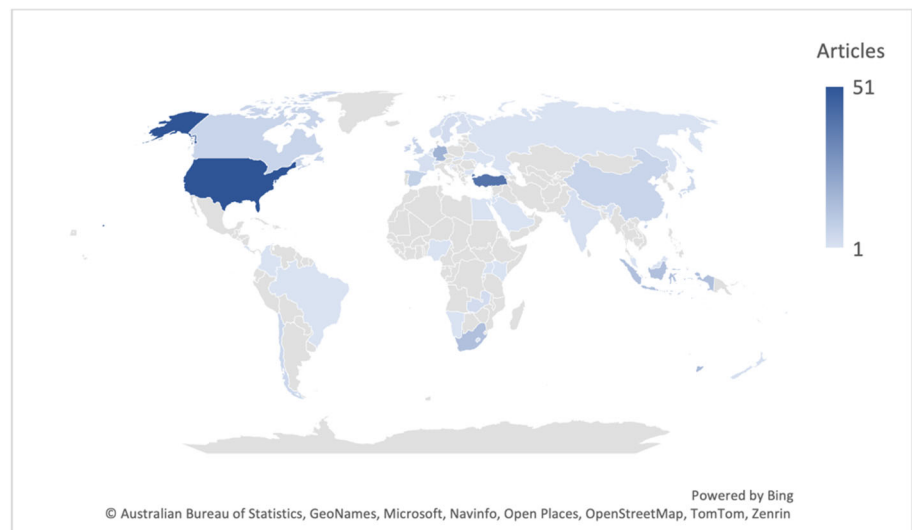 Articles
51
1
Powered by Bing
© Australian Bureau of Statistics, GeoNames, Microsoft, Navinfo, Open Places, OpenStreetMap, TomTom, Zenrin